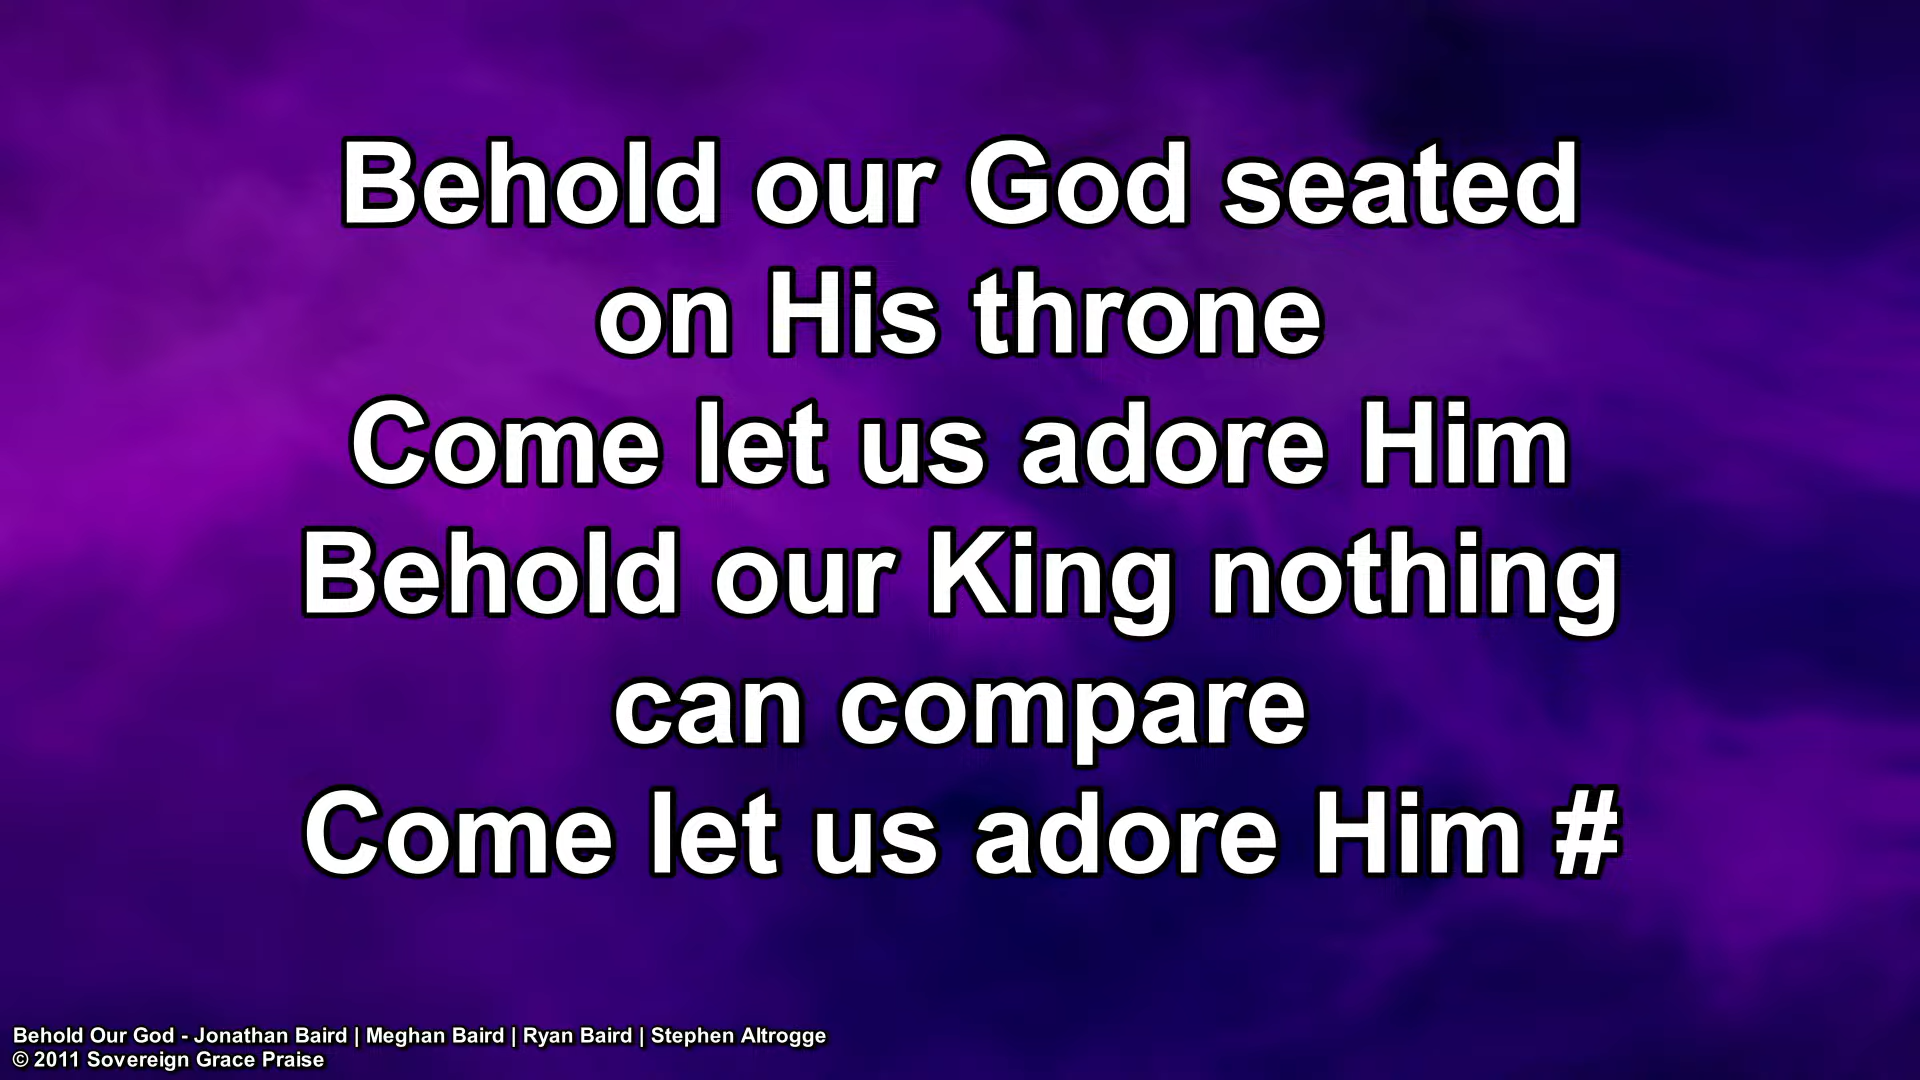 Behold our God seated
on His throne
Come let us adore Him
Behold our King nothing
can compare
Come let us adore Him #
Behold Our God - Jonathan Baird | Meghan Baird | Ryan Baird | Stephen Altrogge
© 2011 Sovereign Grace Praise